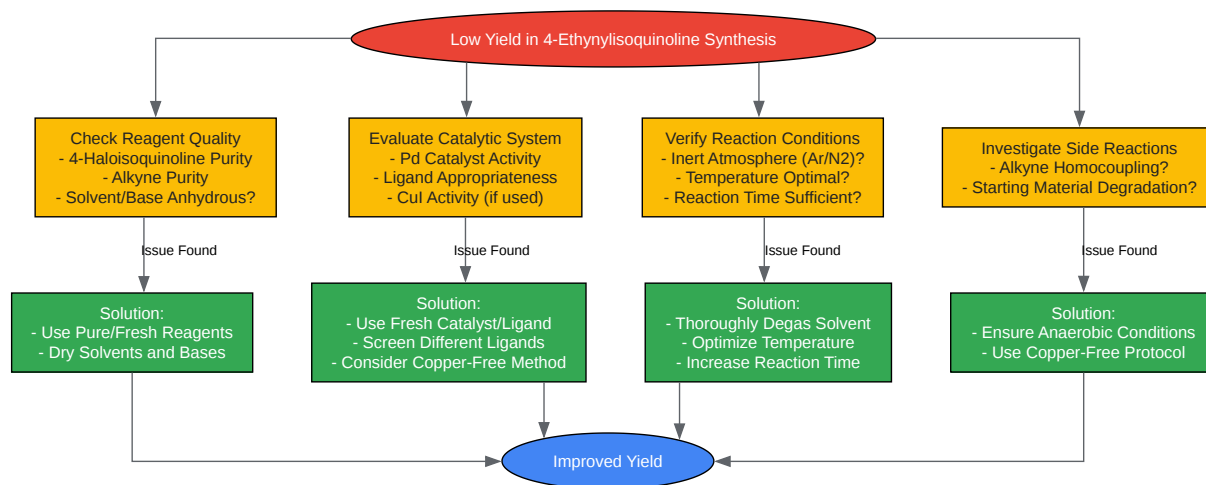 Low Yield in 4-Ethynylisoquinoline Synthesis
Check Reagent Quality
- 4-Haloisoquinoline Purity
- Alkyne Purity
- Solvent/Base Anhydrous?
Evaluate Catalytic System
- Pd Catalyst Activity
- Ligand Appropriateness
- CuI Activity (if used)
Verify Reaction Conditions
- Inert Atmosphere (Ar/N2)?
- Temperature Optimal?
- Reaction Time Sufficient?
Investigate Side Reactions
- Alkyne Homocoupling?
- Starting Material Degradation?
Issue Found
Issue Found
Issue Found
Issue Found
Solution:
- Use Pure/Fresh Reagents
- Dry Solvents and Bases
Solution:
- Use Fresh Catalyst/Ligand
- Screen Different Ligands
- Consider Copper-Free Method
Solution:
- Thoroughly Degas Solvent
- Optimize Temperature
- Increase Reaction Time
Solution:
- Ensure Anaerobic Conditions
- Use Copper-Free Protocol
Improved Yield